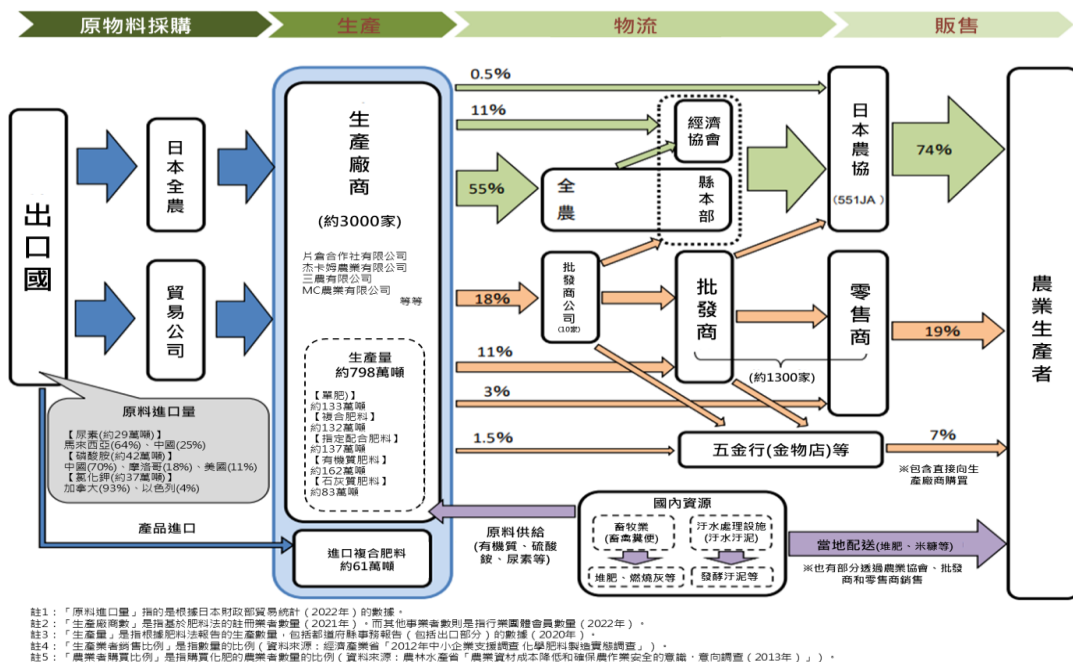 原物料採購
生產
物流
販售
出口國
日本全農
貿易公司
原料進口量
【尿素(約29萬噸)】
馬來西亞(64%)、中國(25%)
【磷酸胺(約42萬噸)】
中國(70%)、摩洛哥(18%)、美國(11%)
【氯化鉀(約37萬噸)】
加拿大(93%)、以色列(4%)
產品進口
生產廠商
(約3000家)
片倉合作社有限公司
杰卡姆農業有限公司
三農有限公司
MC農業有限公司
等等
生產量
約798萬噸
【單肥)】
約133萬噸
【複合肥料】
約132萬噸
【指定配合肥料】
約137萬噸
【有機質肥料】
約162萬噸
【石灰質肥料】
約83萬噸
進口複合肥料
約61萬噸
0.5%
11%
55%
18%
11%
3%
1.5%
經濟
協會
全農
縣本部
批發商公司
(10家)
批發商
零售商
(約1300家)
五金行(金物店)等
日本農協
(551JA)
74%
19%
7%
※包含直接向生
產廠商購買
農業生產者
原料供給
(有機質、硫酸
銨、尿素等)
國內資源
畜牧業
(畜禽糞便)
汙水處理設施
(汙水汙泥)
堆肥、燃燒灰等
發酵汙泥等
當地配送(堆肥、米糠等)
※也有部分透過農業協會、批發
商和零售商銷售
註1：「原料進口量」指的是根據日本財政部貿易統計（2022年）的數據。
註2：「生產廠商數」是指基於肥料法的註冊業者數量（2021年）。而其他事業者數則是指行業團體會員數量（2022年）。
註3：「生產量」是指根據肥料法報告的生產數量，包括都道府縣事務報告（包括出口部分）的數據（2020年）。
註4：「生產業者銷售比例」是指數量的比例（資料來源：經濟產業省「2012年中小企業支援調查 化學肥料製造實態調查」）。
註5：「農業者購買比例」是指購買化肥的農業者數量的比例（資料來源：農林水產省「農業資材成本降低和確保農作業安全的意識，意向調查（2013年）」）。